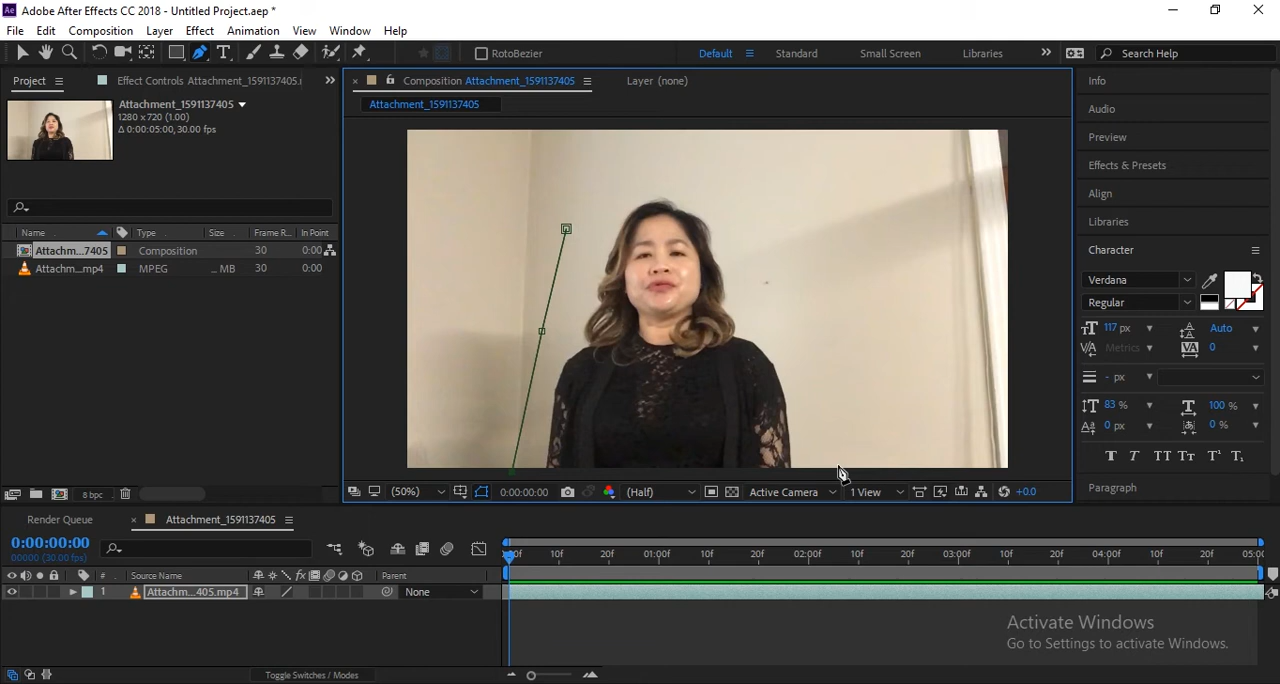 Adobe After Effects CC 2018 - Untitled Project.aep *
File Edit Composition Layer Effect Animation View Window Help
RotoBezier Default Standard Small Screen Libraries Search Help
Project Effect Controls Attachment_1591137405.
Composition Attachment_1591137405
Layer (none)
Info
Attachment_1591137405
1280 x 720 (1.00)
Δ 0:00:05:00, 30.00 fps
Attachment_1591137405
Audio
Preview
Effects & Presets
Align
Libraries
Character
Name Type Size Frame R... In Point
Attachm...7405 Composition 30 0:00
Attachm...mp4 MPEG ... MB 30 0:00
Verdana
Regular
117 px Auto
Metrics 0
- px
83 % 100 %
0 px 0 %
T T TT Tr T¹ T₁
Paragraph
8 bpc
(50%) 0:00:00:00 (Half) Active Camera 1 View +0.0
Render Queue Attachment_1591137405
0:00:00:00
00000 (30.00 fps)
:00f 10f 20f 01:00f 10f 20f 02:00f 10f 20f 03:00f 10f 20f 04:00f 10f 20f 05:00
# Source Name Parent
1 Attachm...405.mp4 None
Activate Windows
Go to Settings to activate Windows.
Toggle Switches / Modes